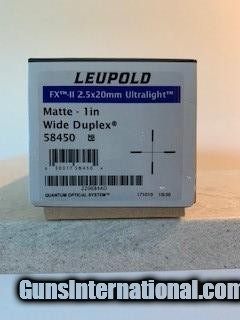 LEUPOLD
FX™-II 2.5x20mm Ultralight™
Matte - 1in
Wide Duplex®
58450
QUANTUM OPTICAL SYSTEM™
GunsInternational.com